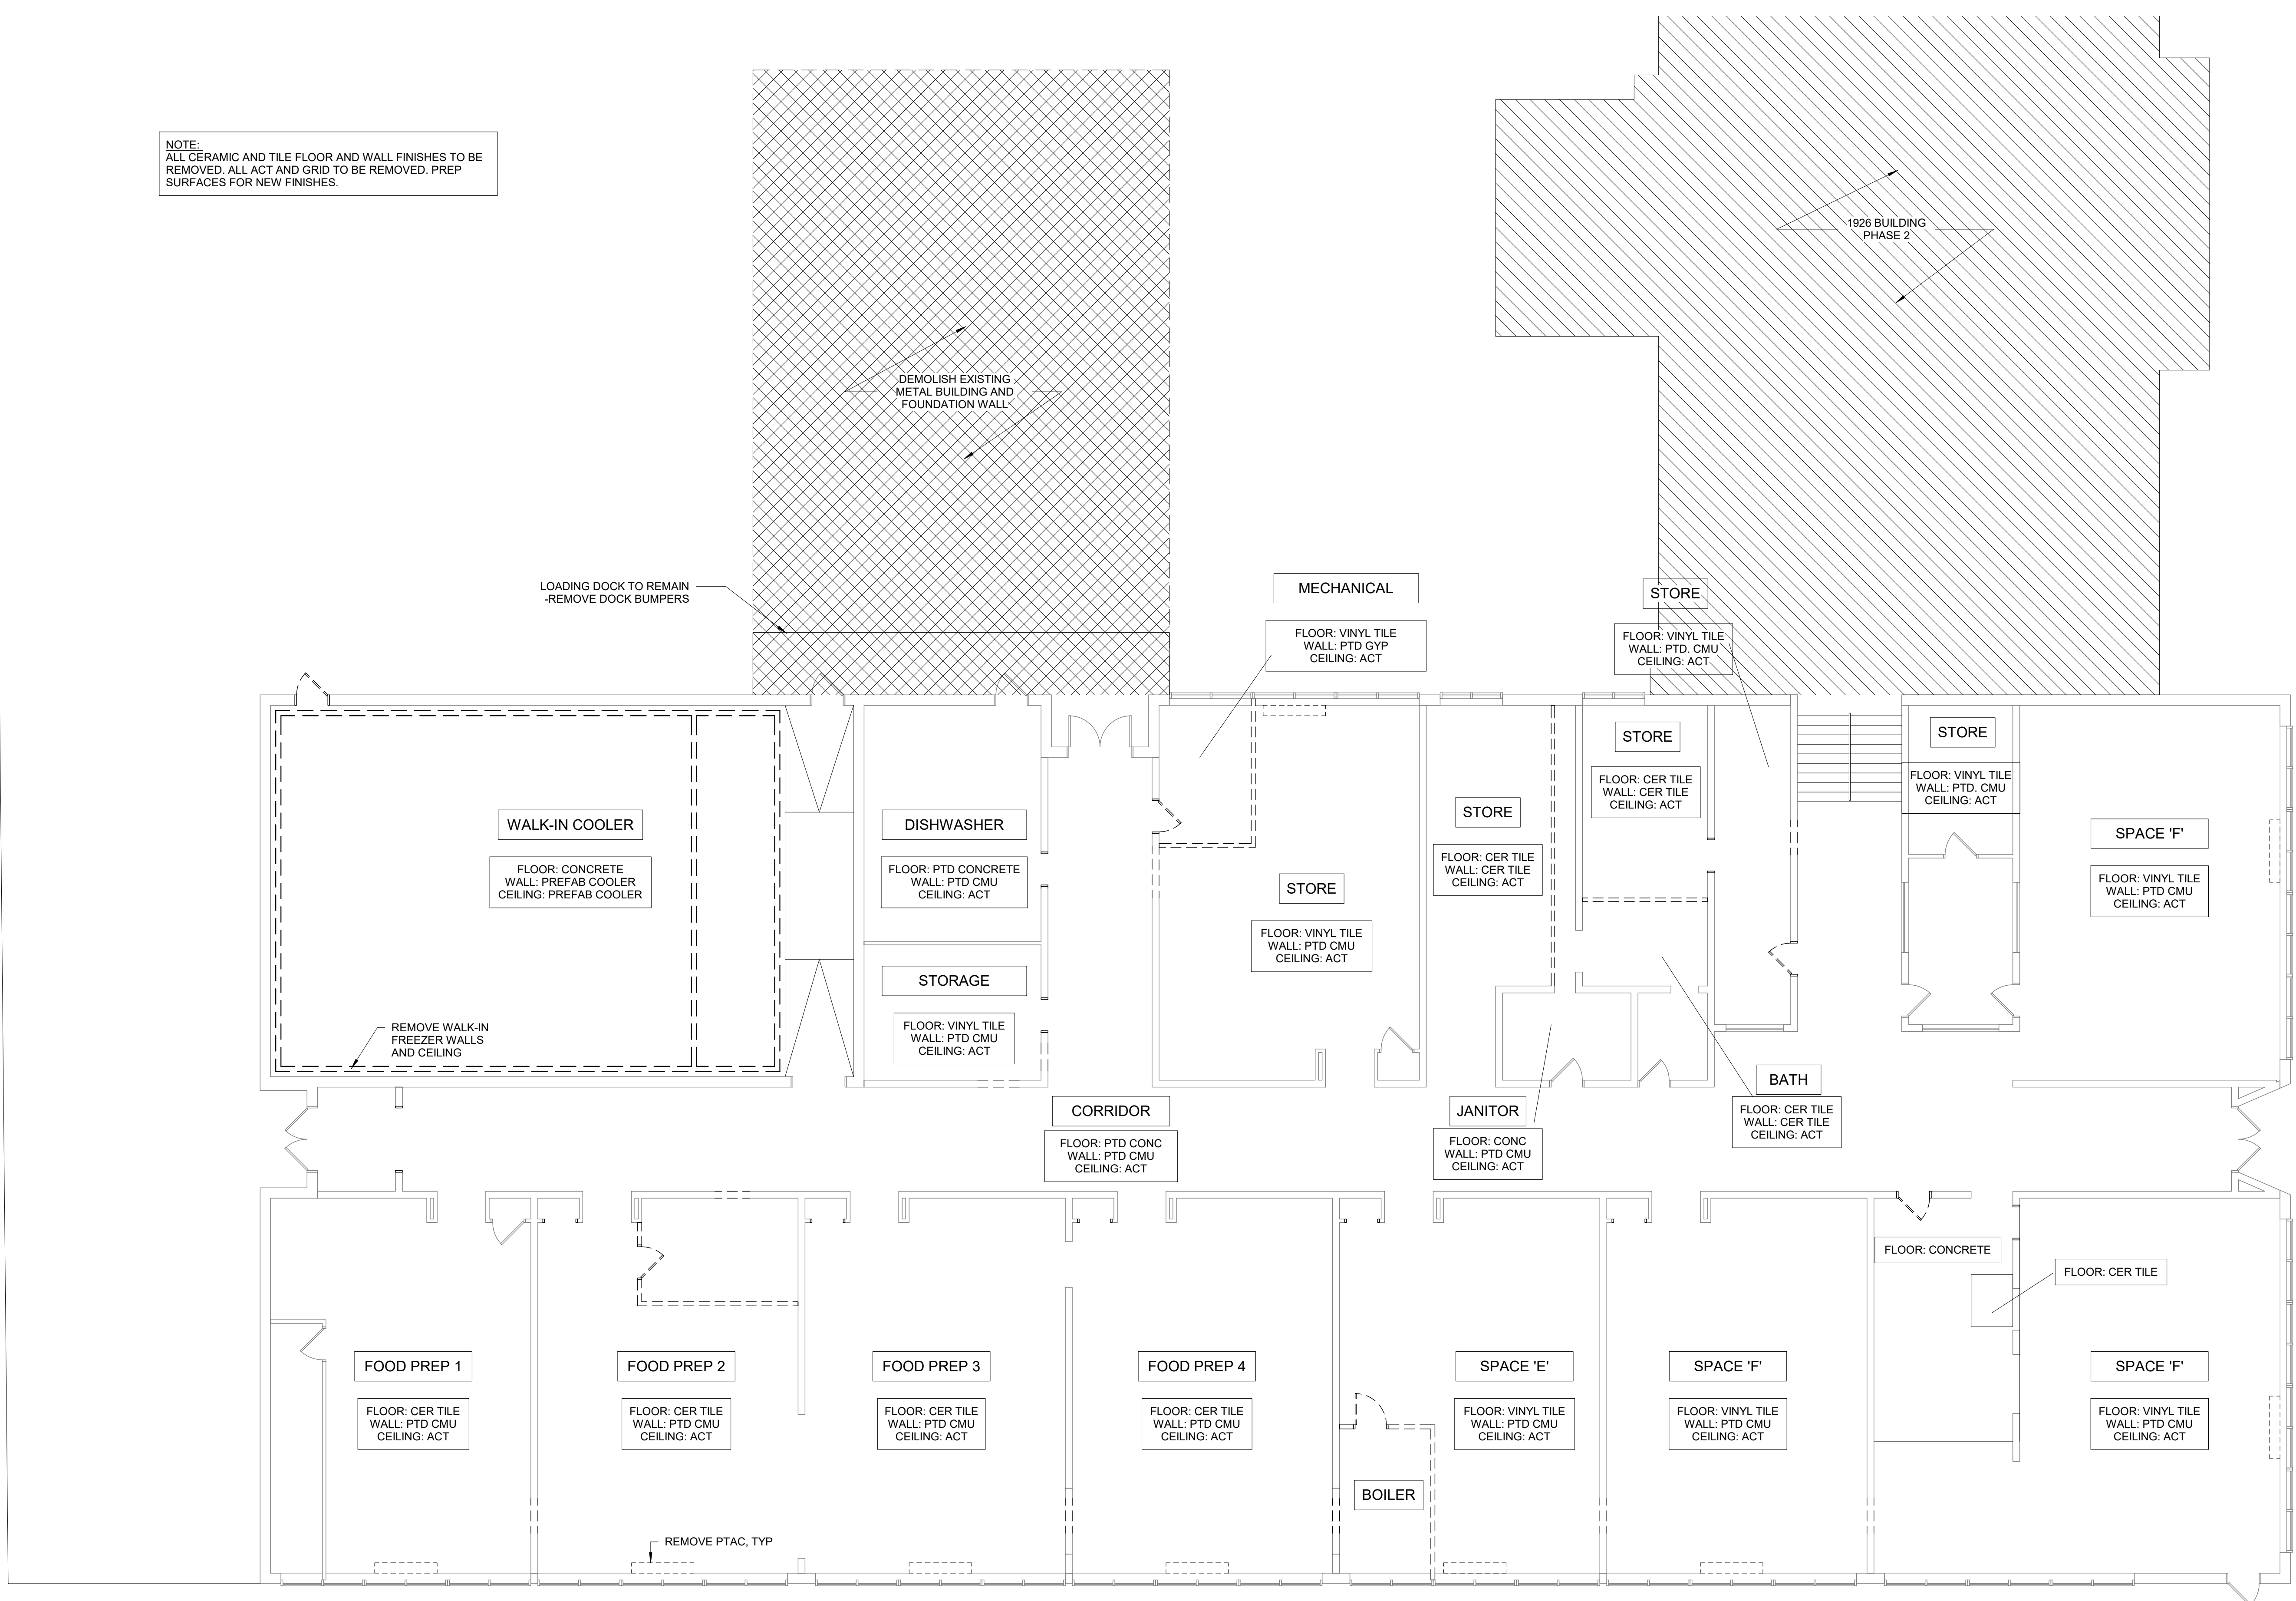 NOTE:
ALL CERAMIC AND TILE FLOOR AND WALL FINISHES TO BE
REMOVED. ALL ACT AND GRID TO BE REMOVED. PREP
SURFACES FOR NEW FINISHES.
1926 BUILDING
PHASE 2
DEMOLISH EXISTING
METAL BUILDING AND
FOUNDATION WALL
LOADING DOCK TO REMAIN
-REMOVE DOCK BUMPERS
MECHANICAL
FLOOR: VINYL TILE
WALL: PTD GYP
CEILING: ACT
STORE
FLOOR: VINYL TILE
WALL: PTD. CMU
CEILING: ACT
STORE
FLOOR: CER TILE
WALL: CER TILE
CEILING: ACT
STORE
FLOOR: VINYL TILE
WALL: PTD. CMU
CEILING: ACT
WALK-IN COOLER
FLOOR: CONCRETE
WALL: PREFAB COOLER
CEILING: PREFAB COOLER
DISHWASHER
FLOOR: PTD CONCRETE
WALL: PTD CMU
CEILING: ACT
STORE
FLOOR: VINYL TILE
WALL: PTD CMU
CEILING: ACT
STORE
FLOOR: CER TILE
WALL: CER TILE
CEILING: ACT
SPACE 'F'
FLOOR: VINYL TILE
WALL: PTD CMU
CEILING: ACT
STORAGE
FLOOR: VINYL TILE
WALL: PTD CMU
CEILING: ACT
REMOVE WALK-IN
FREEZER WALLS
AND CEILING
CORRIDOR
FLOOR: PTD CONC
WALL: PTD CMU
CEILING: ACT
JANITOR
FLOOR: CONC
WALL: PTD CMU
CEILING: ACT
BATH
FLOOR: CER TILE
WALL: CER TILE
CEILING: ACT
FLOOR: CONCRETE
FLOOR: CER TILE
FOOD PREP 1
FLOOR: CER TILE
WALL: PTD CMU
CEILING: ACT
FOOD PREP 2
FLOOR: CER TILE
WALL: PTD CMU
CEILING: ACT
FOOD PREP 3
FLOOR: CER TILE
WALL: PTD CMU
CEILING: ACT
FOOD PREP 4
FLOOR: CER TILE
WALL: PTD CMU
CEILING: ACT
SPACE 'E'
FLOOR: VINYL TILE
WALL: PTD CMU
CEILING: ACT
SPACE 'F'
FLOOR: VINYL TILE
WALL: PTD CMU
CEILING: ACT
SPACE 'F'
FLOOR: VINYL TILE
WALL: PTD CMU
CEILING: ACT
BOILER
REMOVE PTAC, TYP